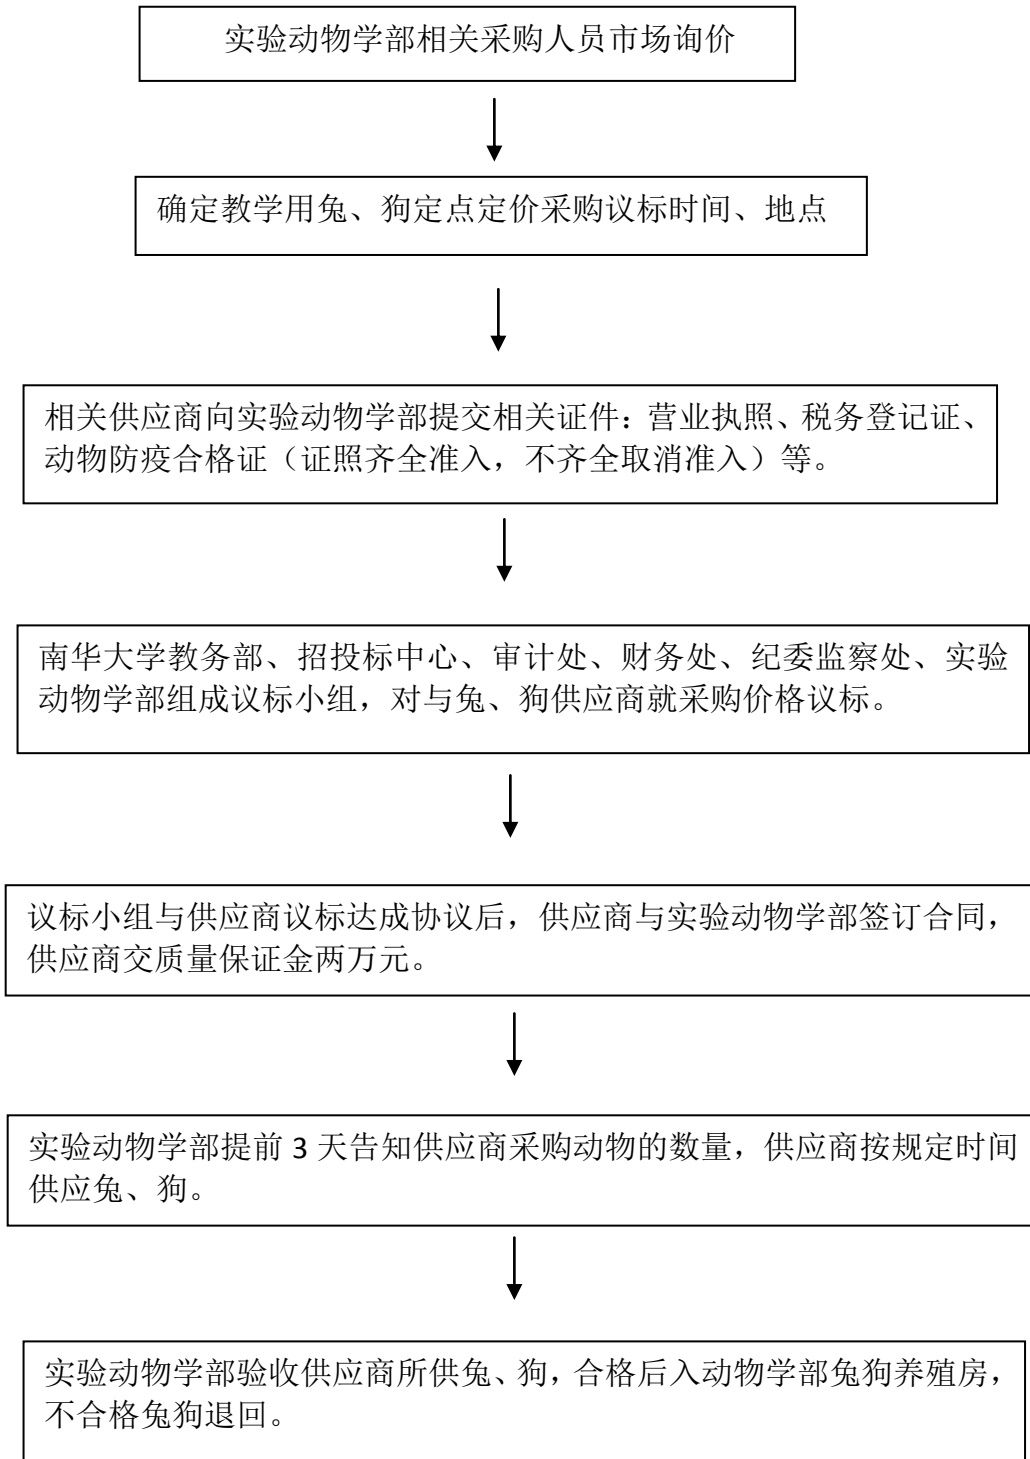 实验动物学部相关采购人员市场询价
确定教学用兔、狗定点定价采购议标时间、地点
相关供应商向实验动物学部提交相关证件：营业执照、税务登记证、
动物防疫合格证（证照齐全准入，不齐全取消准入）等。
南华大学教务部、招投标中心、审计处、财务处、纪委监察处、实验
动物学部组成议标小组，对与兔、狗供应商就采购价格议标。
议标小组与供应商议标达成协议后，供应商与实验动物学部签订合同，
供应商交质量保证金两万元。
实验动物学部提前 3 天告知供应商采购动物的数量，供应商按规定时间
供应兔、狗。
实验动物学部验收供应商所供兔、狗，合格后入动物学部兔狗养殖房，
不合格兔狗退回。